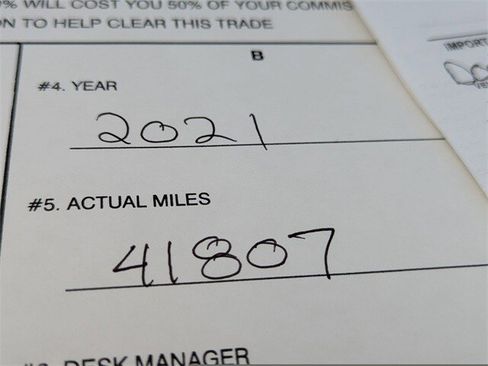 % WILL COST YOU 50% OF YOUR COMMIS
ON TO HELP CLEAR THIS TRADE
B
#4. YEAR
2021
#5. ACTUAL MILES
41807
DESK MANAGER
IMPORT